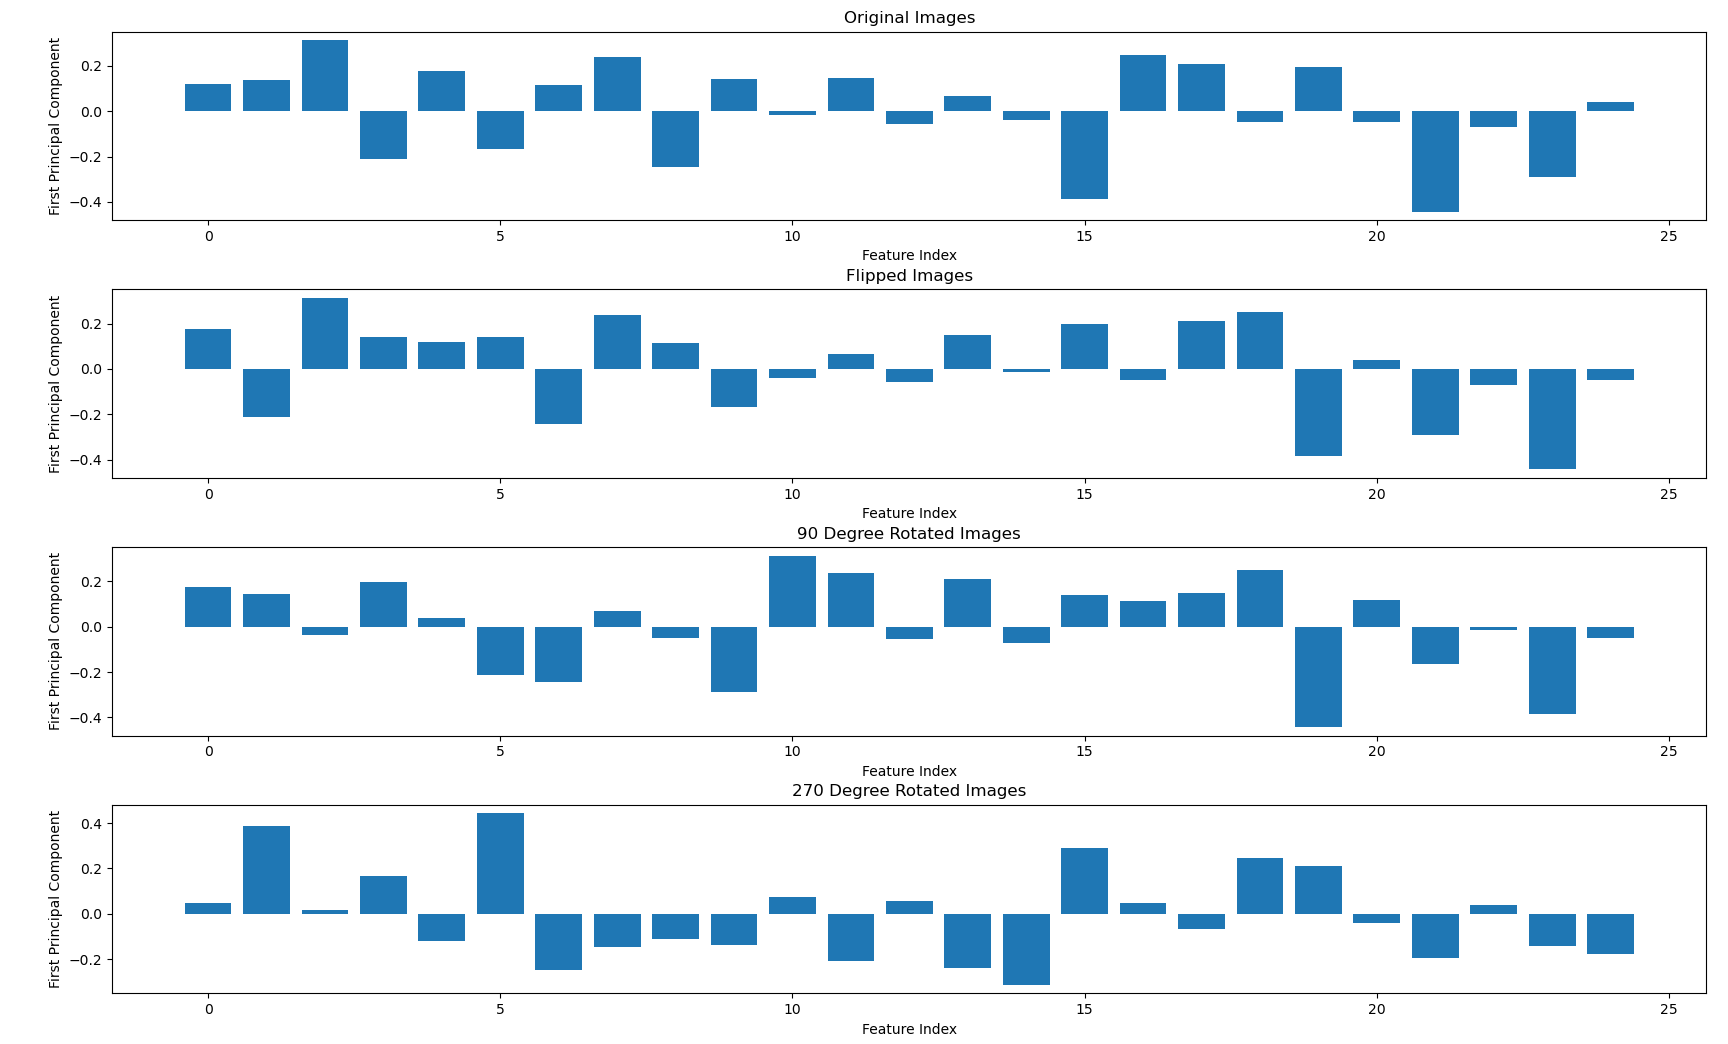 Original Images
First Principal Component
0.2
0.0
−0.2
−0.4
0 5 10 15 20 25
Feature Index
Flipped Images
First Principal Component
0.2
0.0
−0.2
−0.4
0 5 10 15 20 25
Feature Index
90 Degree Rotated Images
First Principal Component
0.2
0.0
−0.2
−0.4
0 5 10 15 20 25
Feature Index
270 Degree Rotated Images
First Principal Component
0.4
0.2
0.0
−0.2
0 5 10 15 20 25
Feature Index